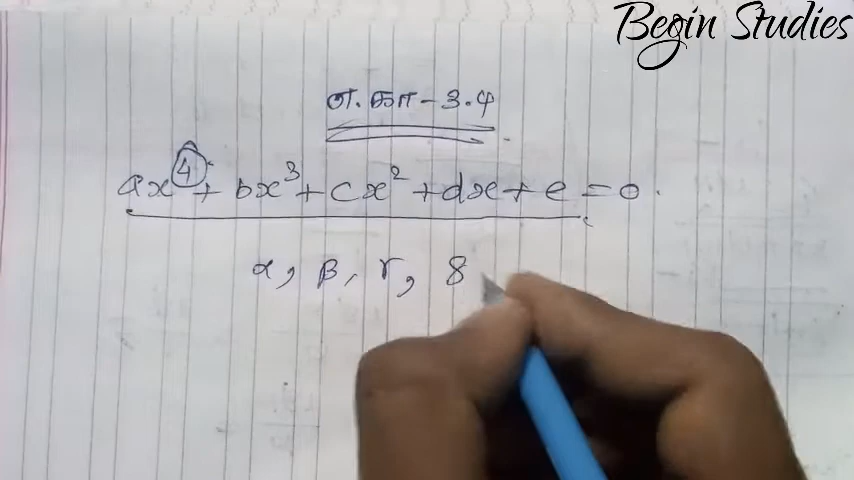 Begin Studies
எ. கா - 3.4
ax⁴ + bx³ + cx² + dx + e = 0.
α, β, γ, δ